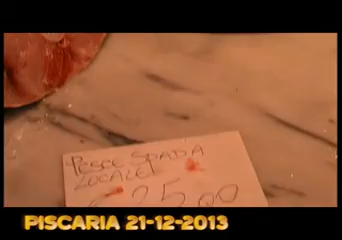 PESCE SPADA
LOCALE
€ 25,00
PISCARIA 21-12-2013